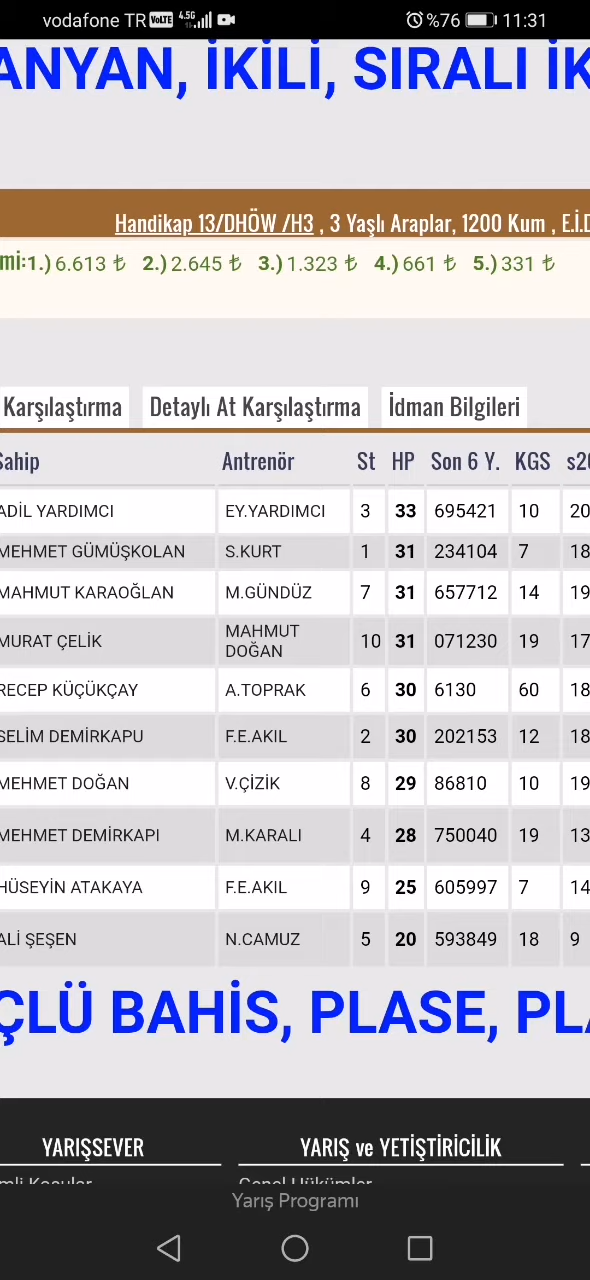 vodafone TR VoLTE 4.5G %76 11:31
ANYAN, İKİLİ, SIRALI İK
Handikap 13/DHÖW /H3 , 3 Yaşlı Araplar, 1200 Kum , E.İ.D
mi:1.) 6.613 ₺ 2.) 2.645 ₺ 3.) 1.323 ₺ 4.) 661 ₺ 5.) 331 ₺
Karşılaştırma Detaylı At Karşılaştırma İdman Bilgileri
Sahip Antrenör St HP Son 6 Y. KGS s20
ADİL YARDIMCI EY.YARDIMCI 3 33 695421 10 20
MEHMET GÜMÜŞKOLAN S.KURT 1 31 234104 7 18
MAHMUT KARAOĞLAN M.GÜNDÜZ 7 31 657712 14 19
MURAT ÇELİK MAHMUT DOĞAN 10 31 071230 19 17
RECEP KÜÇÜKÇAY A.TOPRAK 6 30 6130 60 18
SELİM DEMİRKAPU F.E.AKIL 2 30 202153 12 18
MEHMET DOĞAN V.ÇİZİK 8 29 86810 10 19
MEHMET DEMİRKAPI M.KARALI 4 28 750040 19 13
HÜSEYİN ATAKAYA F.E.AKIL 9 25 605997 7 14
ALİ ŞEŞEN N.CAMUZ 5 20 593849 18 9
ÇLÜ BAHİS, PLASE, PLA
YARIŞSEVER YARIŞ ve YETİŞTİRİCİLİK
mli Koşular Genel Hükümler
Yarış Programı